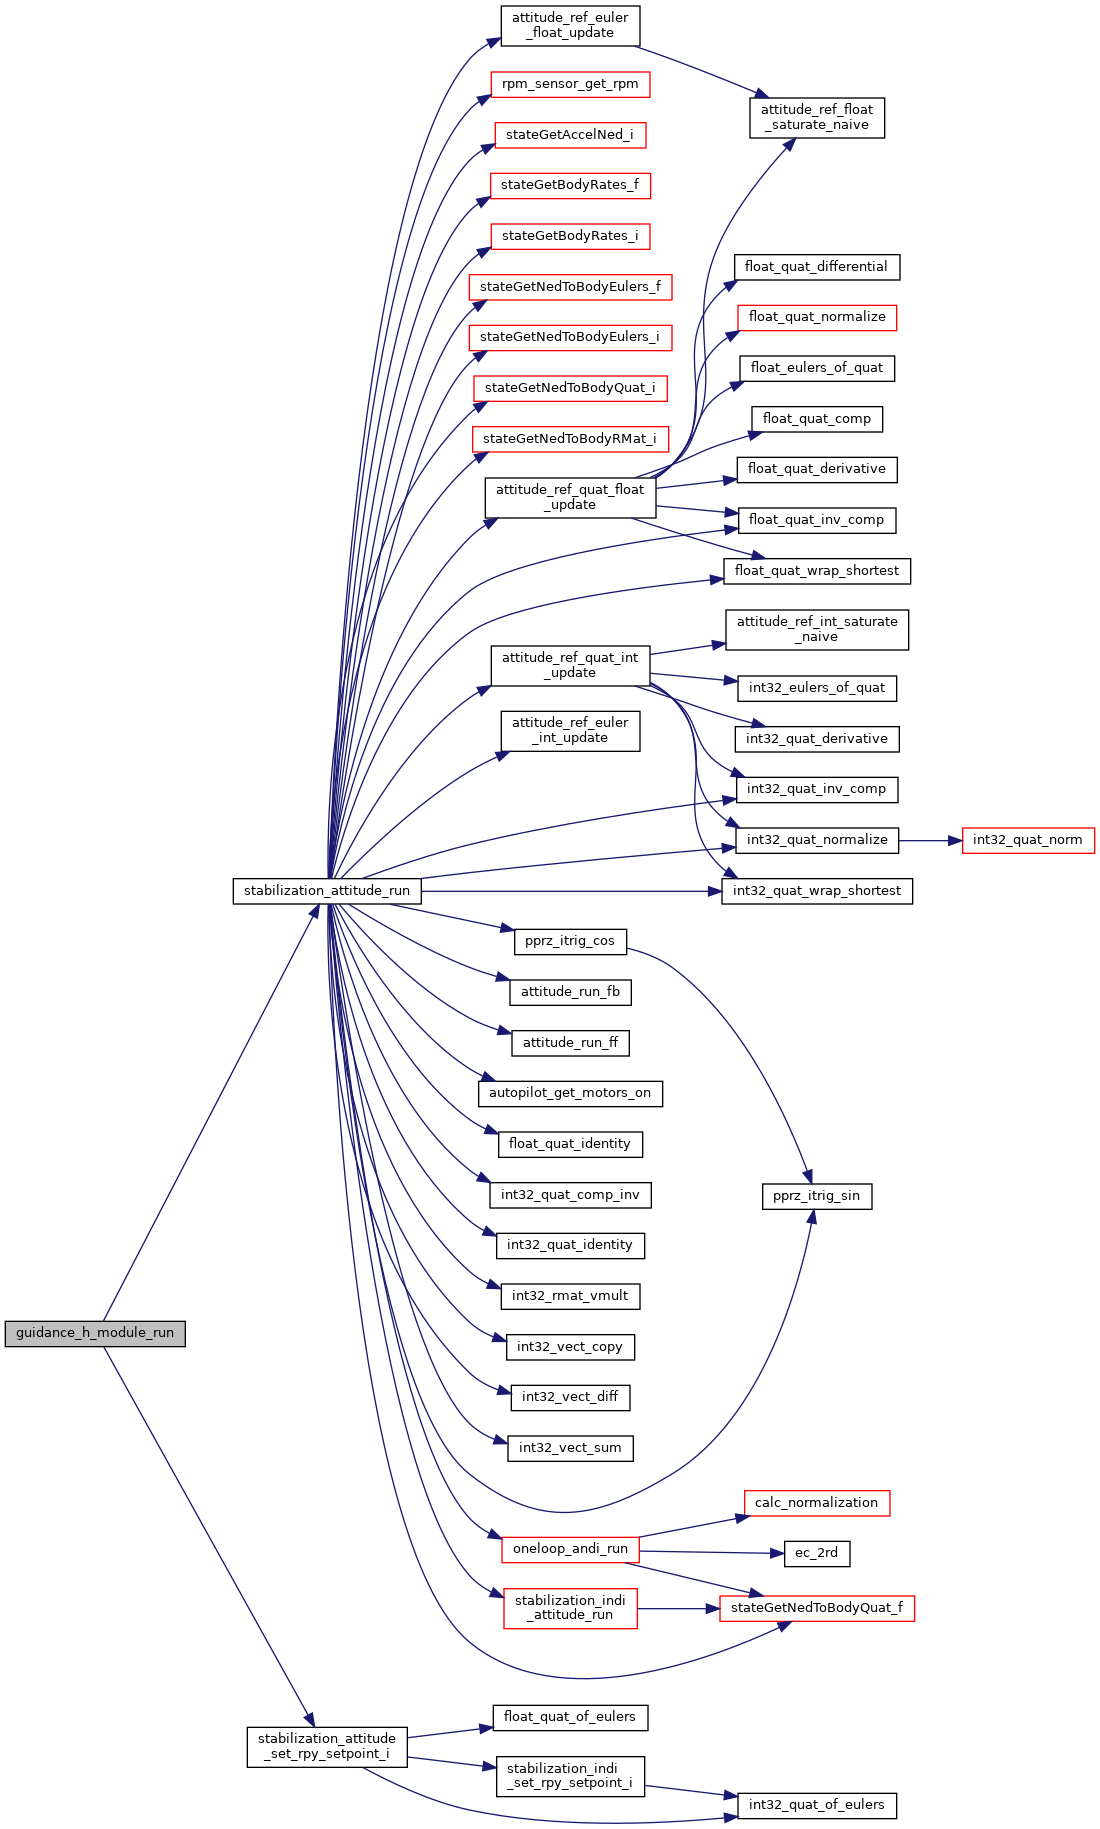 attitude_ref_euler
_float_update
rpm_sensor_get_rpm
attitude_ref_float
_saturate_naive
stateGetAccelNed_i
stateGetBodyRates_f
stateGetBodyRates_i
float_quat_differential
stateGetNedToBodyEulers_f
float_quat_normalize
stateGetNedToBodyEulers_i
float_eulers_of_quat
stateGetNedToBodyQuat_i
float_quat_comp
stateGetNedToBodyRMat_i
float_quat_derivative
attitude_ref_quat_float
_update
float_quat_inv_comp
float_quat_wrap_shortest
attitude_ref_int_saturate
_naive
attitude_ref_quat_int
_update
int32_eulers_of_quat
attitude_ref_euler
_int_update
int32_quat_derivative
int32_quat_inv_comp
int32_quat_normalize
int32_quat_norm
stabilization_attitude_run
int32_quat_wrap_shortest
pprz_itrig_cos
attitude_run_fb
attitude_run_ff
autopilot_get_motors_on
float_quat_identity
int32_quat_comp_inv
pprz_itrig_sin
int32_quat_identity
int32_rmat_vmult
guidance_h_module_run
int32_vect_copy
int32_vect_diff
int32_vect_sum
calc_normalization
oneloop_andi_run
ec_2rd
stabilization_indi
_attitude_run
stateGetNedToBodyQuat_f
float_quat_of_eulers
stabilization_attitude
_set_rpy_setpoint_i
stabilization_indi
_set_rpy_setpoint_i
int32_quat_of_eulers